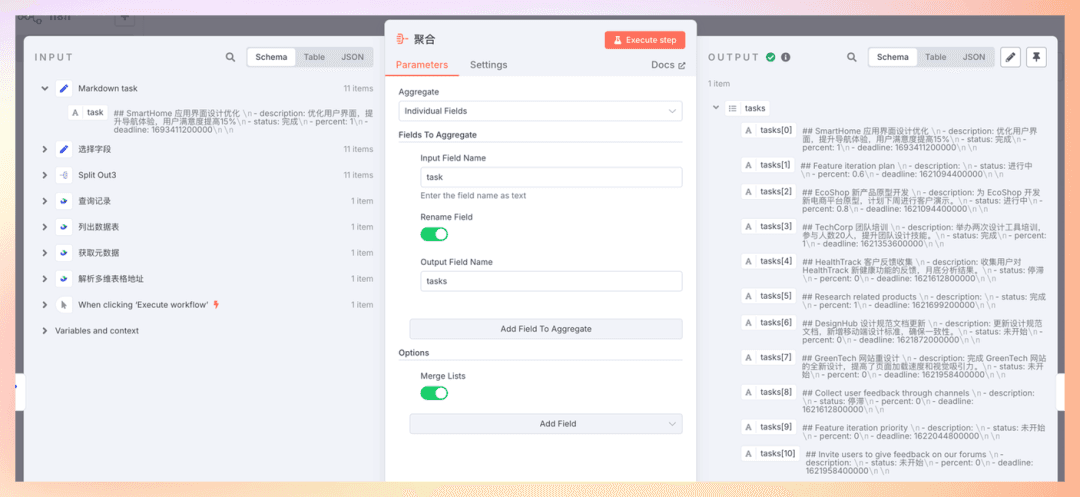 n8n
+
INPUT
Schema
Table
JSON
Markdown task
11 items
A task
## SmartHome 应用界面设计优化 \n - description: 优化用户界面，提
升导航体验，用户满意度提高15%\n - status: 完成\n - percent: 1\n -
deadline: 1693411200000\n \n
选择字段
11 items
Split Out3
11 items
查询记录
1 item
列出数据表
1 item
获取元数据
1 item
解析多维表格地址
1 item
When clicking ‘Execute workflow’
1 item
Variables and context
聚合
Execute step
Parameters
Settings
Docs
Aggregate
Individual Fields
Fields To Aggregate
Input Field Name
task
Enter the field name as text
Rename Field
Output Field Name
tasks
Add Field To Aggregate
Options
Merge Lists
Add Field
OUTPUT
Schema
Table
JSON
1 item
tasks
A tasks[0]
## SmartHome 应用界面设计优化 \n - description: 优化用户界
面，提升导航体验，用户满意度提高15%\n - status: 完成\n -
percent: 1\n - deadline: 1693411200000\n \n
A tasks[1]
## Feature iteration plan \n - description: \n - status: 进行中
\n - percent: 0.6\n - deadline: 1621094400000\n \n
A tasks[2]
## EcoShop 新产品原型开发 \n - description: 为 EcoShop 开发
新电商平台原型，计划下周进行客户演示。\n - status: 进行中\n
- percent: 0.8\n - deadline: 1621094400000\n \n
A tasks[3]
## TechCorp 团队培训 \n - description: 举办两次设计工具培训，
参与人数20人，提升团队设计技能。\n - status: 完成\n - percent:
1\n - deadline: 1621353600000\n \n
A tasks[4]
## HealthTrack 客户反馈收集 \n - description: 收集用户对
HealthTrack 新健康功能的反馈，月底分析结果。\n - status: 停滞
\n - percent: 0\n - deadline: 1621612800000\n \n
A tasks[5]
## Research related products \n - description: \n - status: 完成
\n - percent: 1\n - deadline: 1621699200000\n \n
A tasks[6]
## DesignHub 设计规范文档更新 \n - description: 更新设计规范
文档，新增移动端设计标准，确保一致性。\n - status: 未开始\n -
percent: 0\n - deadline: 1621872000000\n \n
A tasks[7]
## GreenTech 网站重设计 \n - description: 完成 GreenTech 网站
的全新设计，提高了页面加载速度和视觉吸引力。\n - status: 未开
始\n - percent: 0\n - deadline: 1621958400000\n \n
A tasks[8]
## Collect user feedback through channels \n - description:
\n - status: 停滞\n - percent: 0\n - deadline:
1621612800000\n \n
A tasks[9]
## Feature iteration priority \n - description: \n - status: 未开始
\n - percent: 0\n - deadline: 1622044800000\n \n
A tasks[10]
## Invite users to give feedback on our forums \n -
description: \n - status: 未开始\n - percent: 0\n - deadline:
1621958400000\n \n